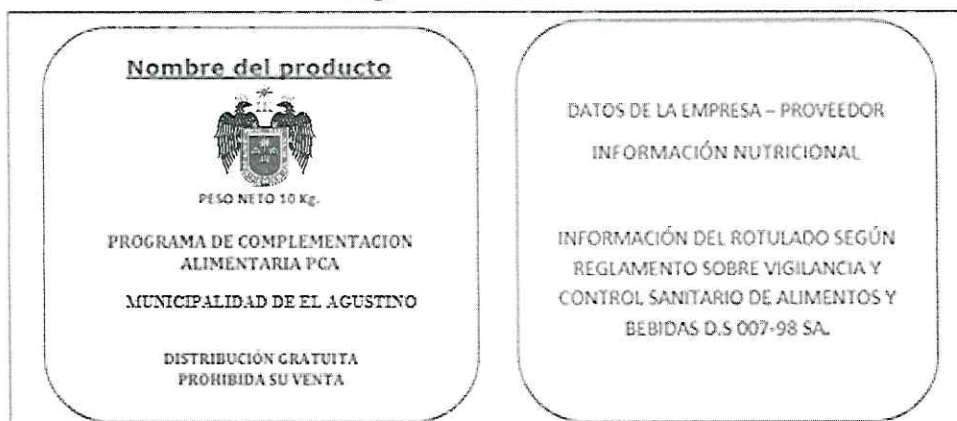 Nombre del producto
PESO NETO 10 Kg.
PROGRAMA DE COMPLEMENTACION
ALIMENTARIA PCA
MUNICIPALIDAD DE EL AGUSTINO
DISTRIBUCIÓN GRATUITA
PROHIBIDA SU VENTA
DATOS DE LA EMPRESA – PROVEEDOR
INFORMACIÓN NUTRICIONAL
INFORMACIÓN DEL ROTULADO SEGÚN
REGLAMENTO SOBRE VIGILANCIA Y
CONTROL SANITARIO DE ALIMENTOS Y
BEBIDAS D.S 007-98 SA.